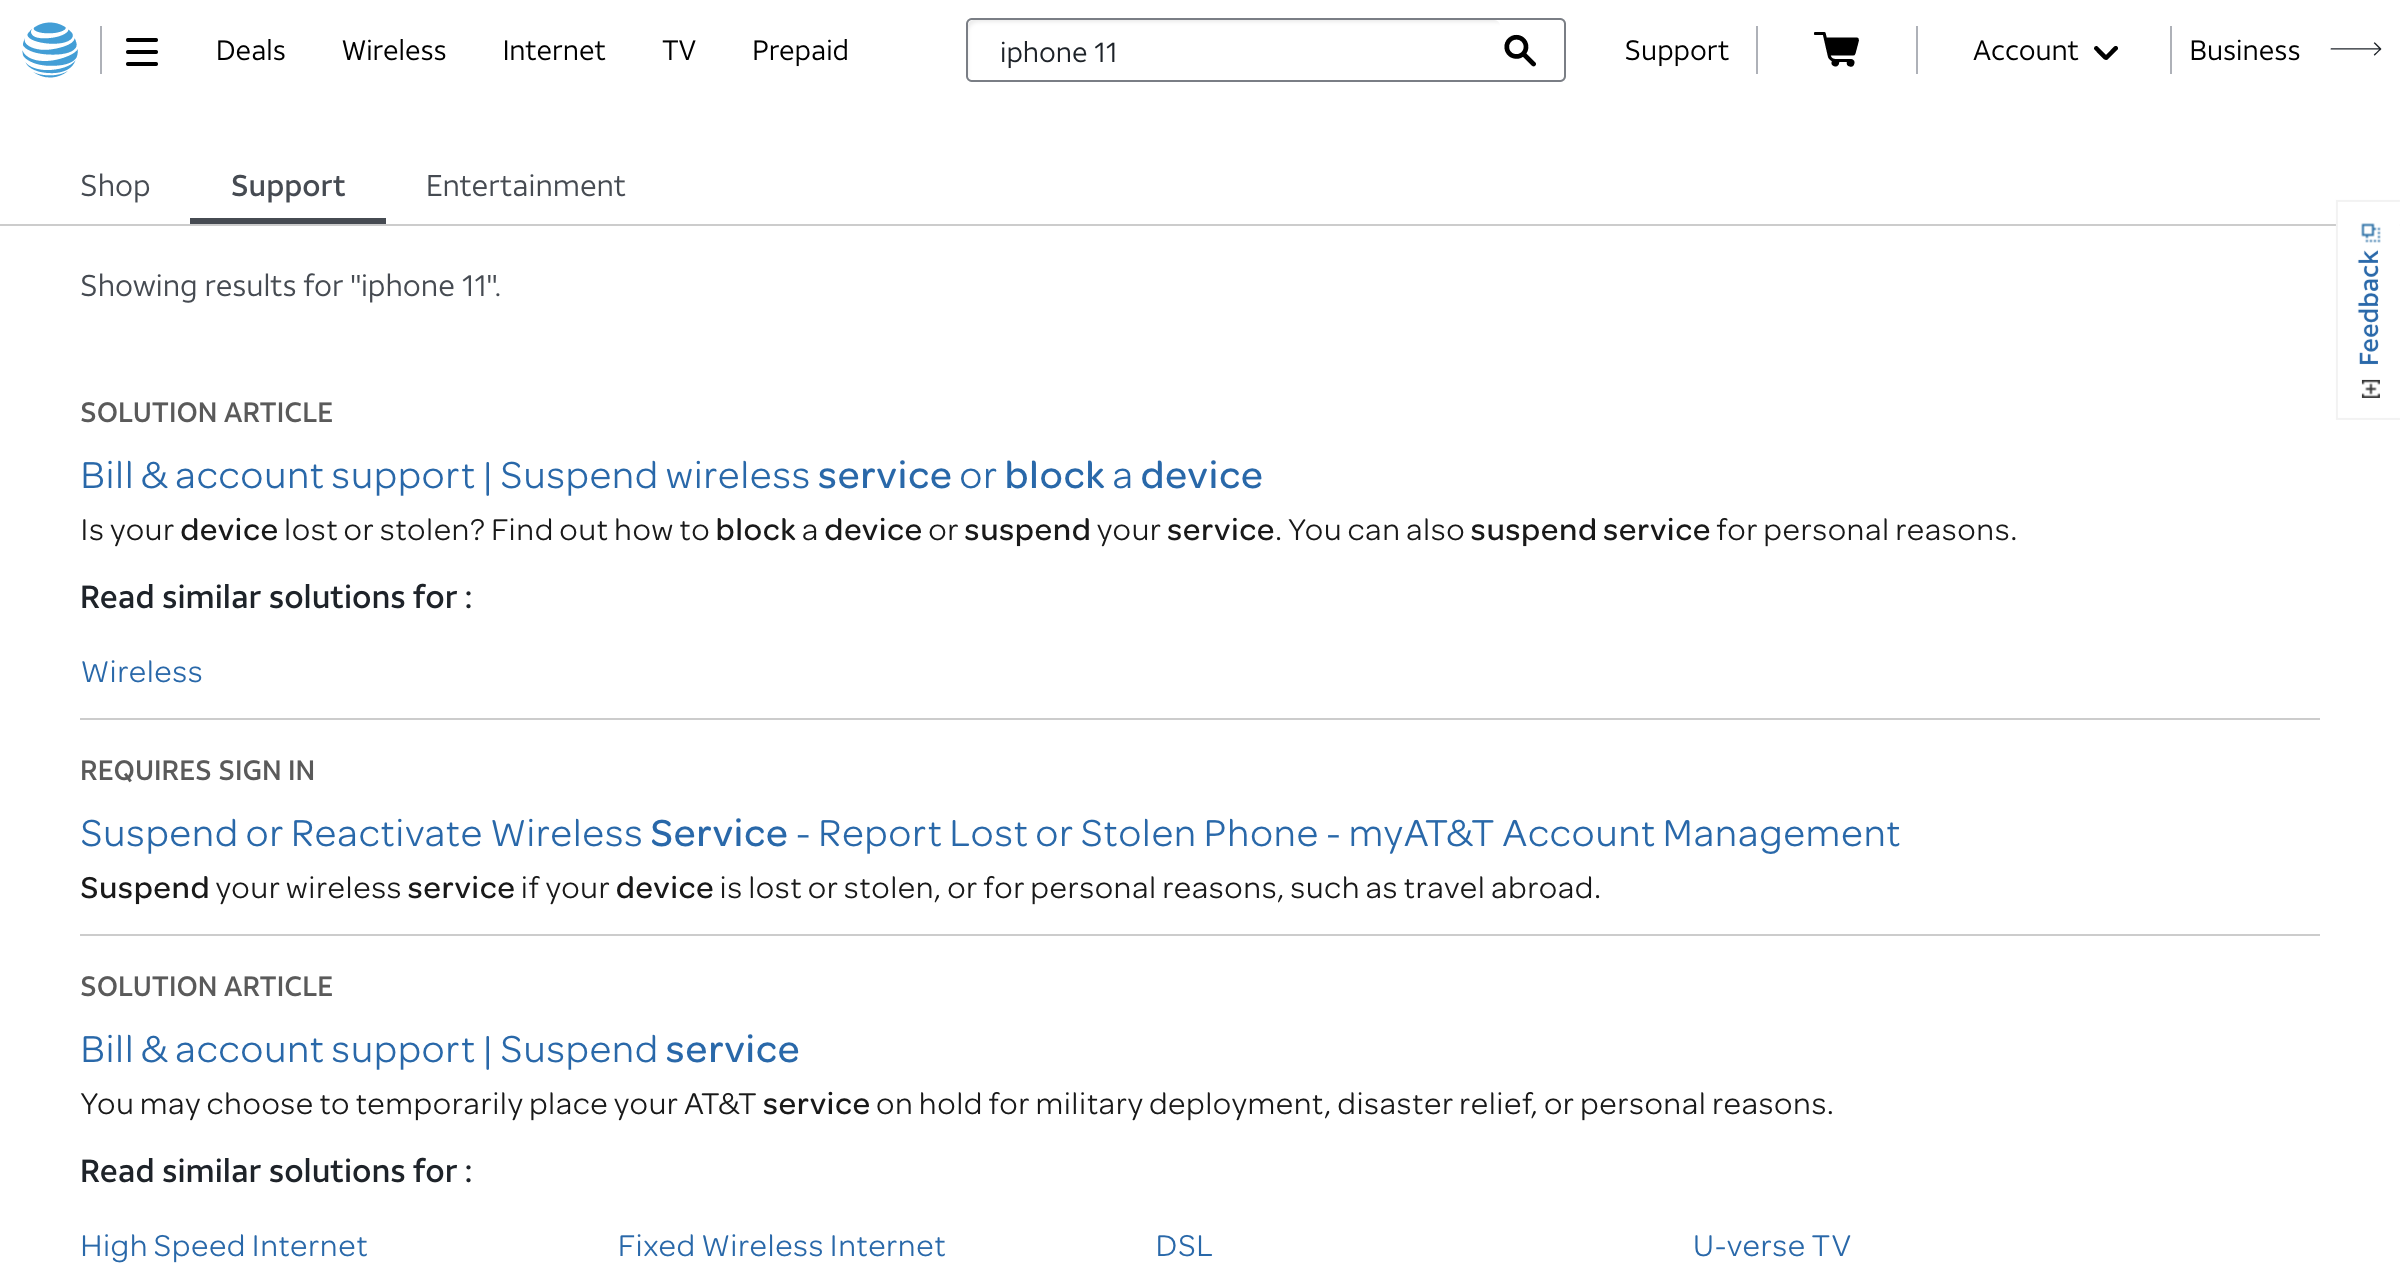 Deals Wireless Internet TV Prepaid iphone 11 Support Account Business
Shop Support Entertainment
Showing results for "iphone 11".
Feedback
SOLUTION ARTICLE
Bill & account support | Suspend wireless service or block a device
Is your device lost or stolen? Find out how to block a device or suspend your service. You can also suspend service for personal reasons.
Read similar solutions for :
Wireless
REQUIRES SIGN IN
Suspend or Reactivate Wireless Service - Report Lost or Stolen Phone - myAT&T Account Management
Suspend your wireless service if your device is lost or stolen, or for personal reasons, such as travel abroad.
SOLUTION ARTICLE
Bill & account support | Suspend service
You may choose to temporarily place your AT&T service on hold for military deployment, disaster relief, or personal reasons.
Read similar solutions for :
High Speed Internet Fixed Wireless Internet DSL U-verse TV